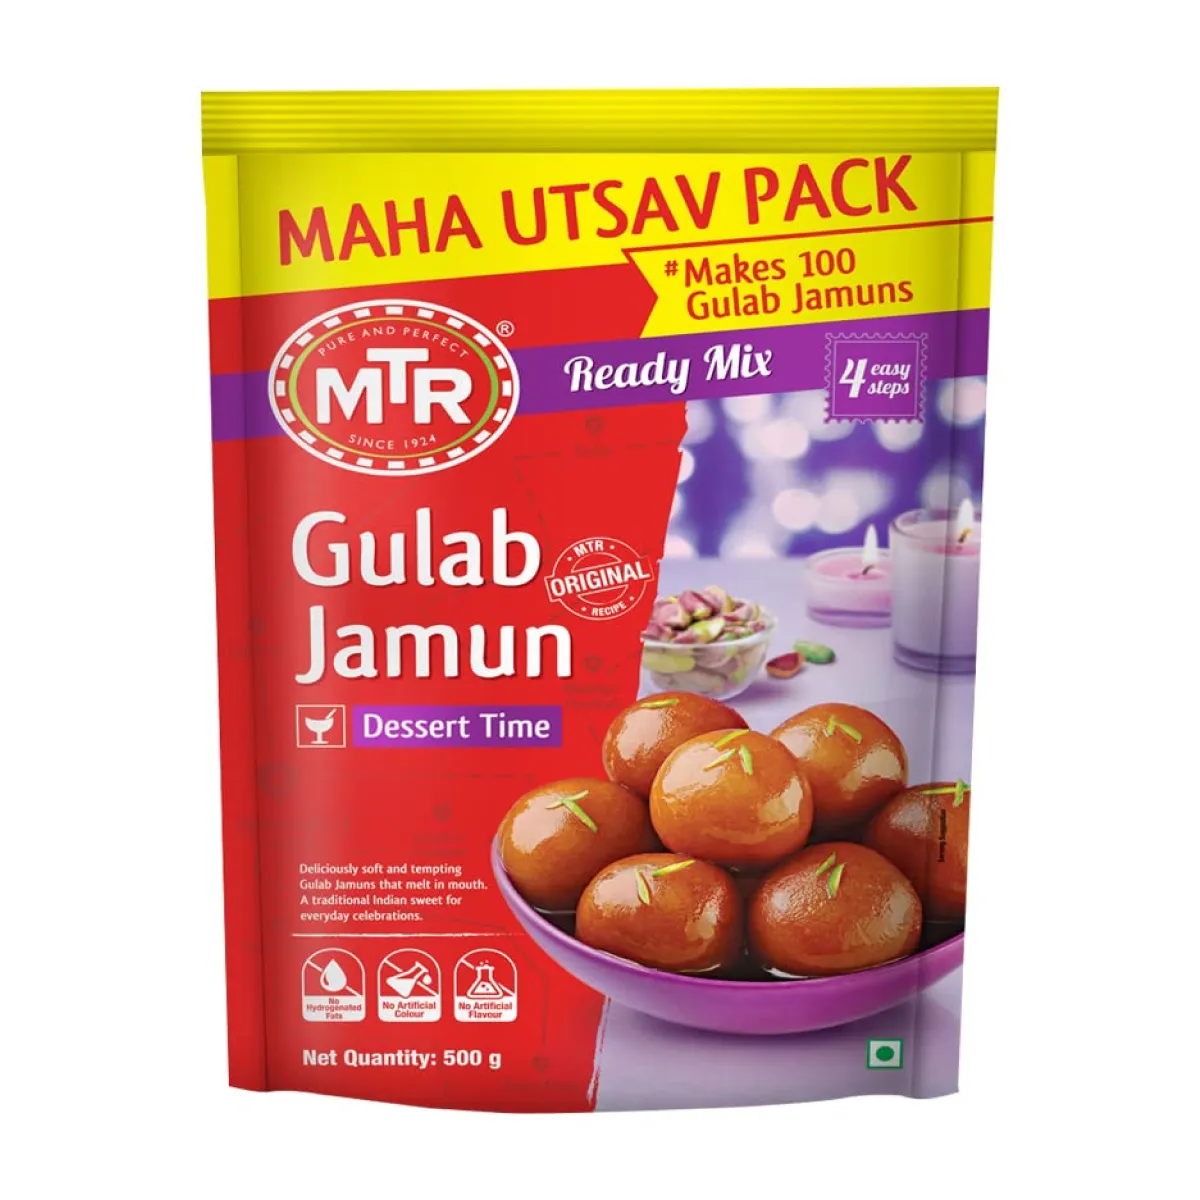 MAHA UTSAV PACK
#Makes 100
Gulab Jamuns
PURE AND PERFECT
MTR
®
SINCE 1924
Ready Mix
4 easy
steps
Gulab
Jamun
MTR
ORIGINAL
RECIPE
Dessert Time
Deliciously soft and tempting
Gulab Jamuns that melt in mouth.
A traditional Indian sweet for
everyday celebrations.
No
Hydrogenated
Fats
No Artificial
Colour
No Artificial
Flavour
Net Quantity: 500 g
Serving Suggestion